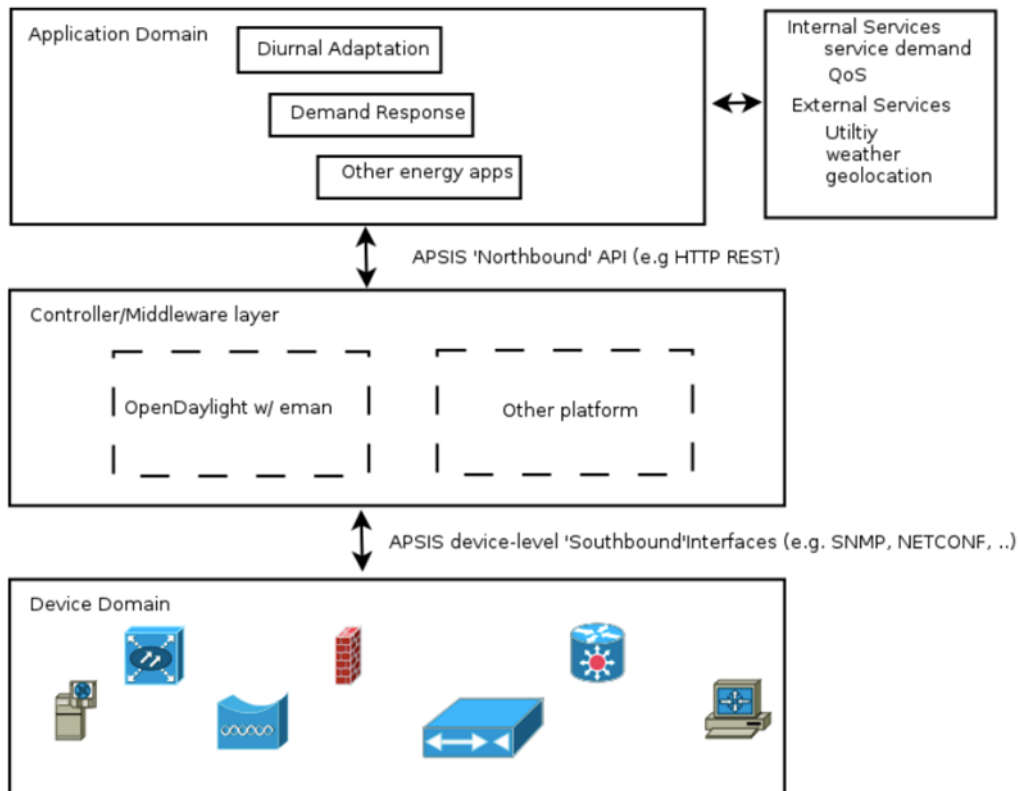 Application Domain
Diurnal Adaptation
Demand Response
Other energy apps
Internal Services
service demand
QoS
External Services
Utiltiy
weather
geolocation
APSIS 'Northbound' API (e.g HTTP REST)
Controller/Middleware layer
OpenDaylight w/ eman
Other platform
APSIS device-level 'Southbound'Interfaces (e.g. SNMP, NETCONF, ..)
Device Domain